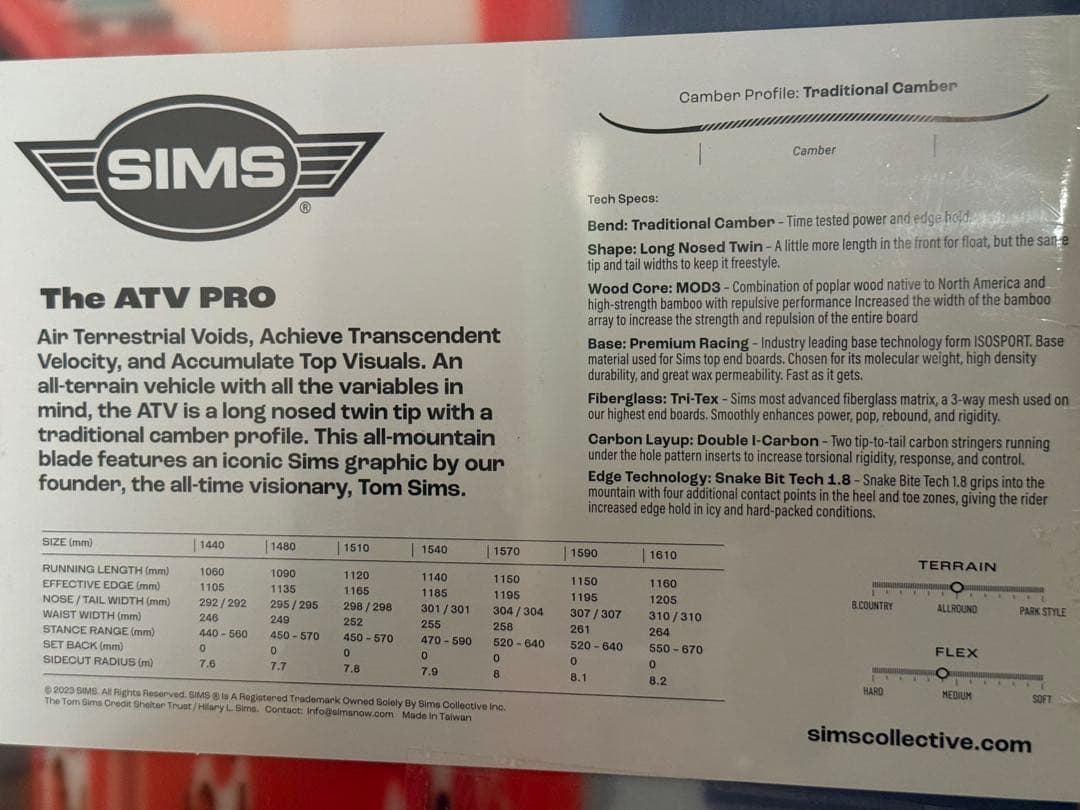 SIMS
®
The ATV PRO
Air Terrestrial Voids, Achieve Transcendent
Velocity, and Accumulate Top Visuals. An
all-terrain vehicle with all the variables in
mind, the ATV is a long nosed twin tip with a
traditional camber profile. This all-mountain
blade features an iconic Sims graphic by our
founder, the all-time visionary, Tom Sims.
Camber Profile: Traditional Camber
Camber
Tech Specs:
Bend: Traditional Camber - Time tested power and edge hold.
Shape: Long Nosed Twin - A little more length in the front for float, but the same
tip and tail widths to keep it freestyle.
Wood Core: MOD3 - Combination of poplar wood native to North America and
high-strength bamboo with repulsive performance Increased the width of the bamboo
array to increase the strength and repulsion of the entire board
Base: Premium Racing - Industry leading base technology form ISOSPORT. Base
material used for Sims top end boards. Chosen for its molecular weight, high density
durability, and great wax permeability. Fast as it gets.
Fiberglass: Tri-Tex - Sims most advanced fiberglass matrix, a 3-way mesh used on
our highest end boards. Smoothly enhances power, pop, rebound, and rigidity.
Carbon Layup: Double I-Carbon - Two tip-to-tail carbon stringers running
under the hole pattern inserts to increase torsional rigidity, response, and control.
Edge Technology: Snake Bit Tech 1.8 - Snake Bite Tech 1.8 grips into the
mountain with four additional contact points in the heel and toe zones, giving the rider
increased edge hold in icy and hard-packed conditions.
SIZE (mm) 1440 1480 1510 1540 1570 1590 1610
RUNNING LENGTH (mm) 1060 1090 1120 1140 1150 1150 1160
EFFECTIVE EDGE (mm) 1105 1135 1165 1185 1195 1195 1205
NOSE / TAIL WIDTH (mm) 292 / 292 295 / 295 298 / 298 301 / 301 304 / 304 307 / 307 310 / 310
WAIST WIDTH (mm) 246 249 252 255 258 261 264
STANCE RANGE (mm) 440 - 560 450 - 570 450 - 570 470 - 590 520 - 640 520 - 640 550 - 670
SET BACK (mm) 0 0 0 0 0 0 0
SIDECUT RADIUS (m) 7.6 7.7 7.8 7.9 8 8.1 8.2
© 2023 SIMS. All Rights Reserved. SIMS ® Is A Registered Trademark Owned Solely By Sims Collective Inc.
The Tom Sims Credit Shelter Trust / Hilary L. Sims. Contact: Info@simsnow.com Made In Taiwan
TERRAIN
B.COUNTRY ALLROUND PARK STYLE
FLEX
HARD MEDIUM SOFT
simscollective.com